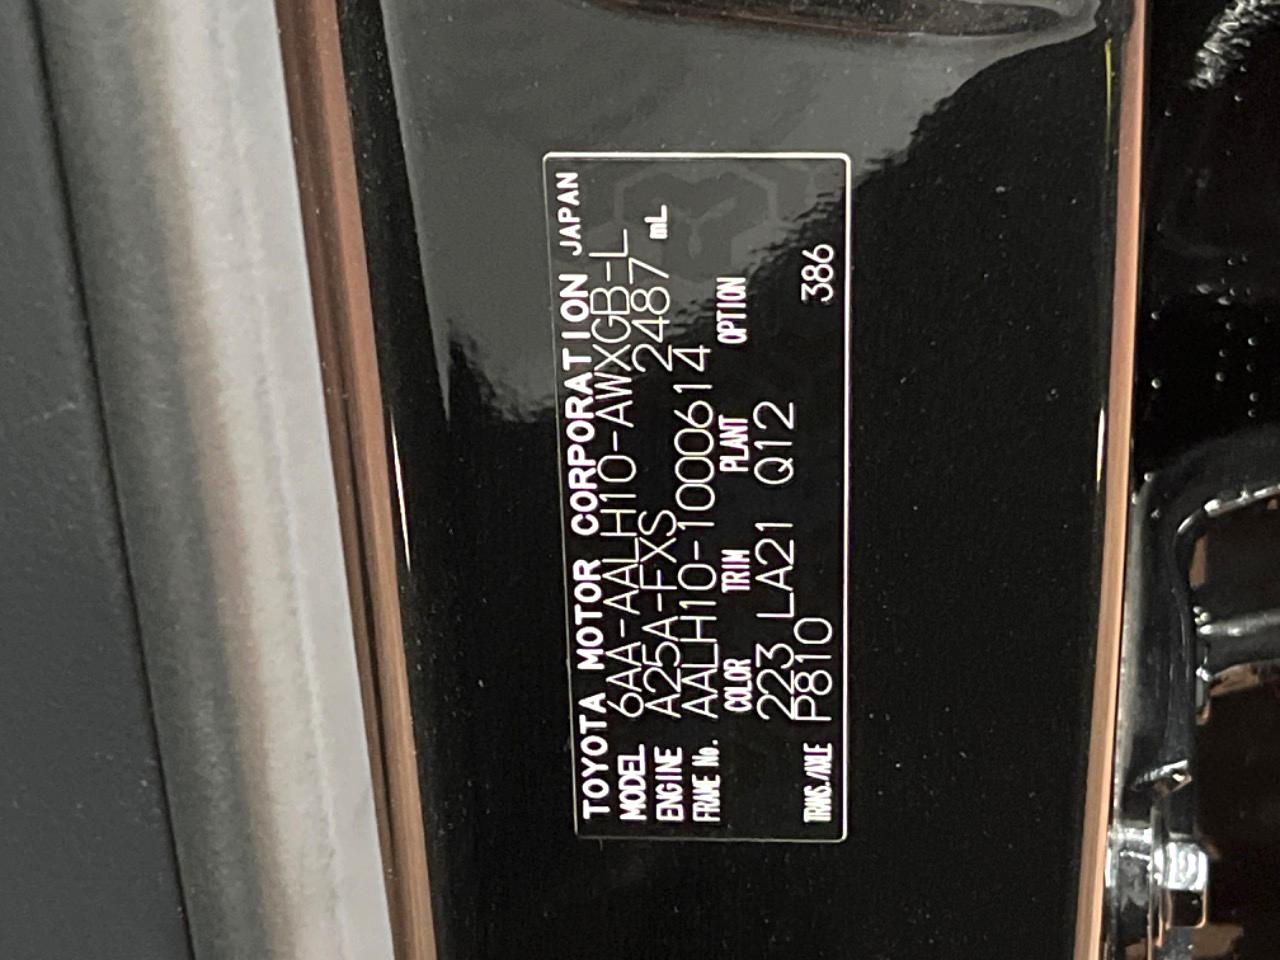 TOYOTA MOTOR CORPORATION JAPAN
MODEL 6AA-AALH10-AWXGB-L
ENGINE A25A-FXS 2487 mL
FRAME No. AALH10-1000614
COLOR TRIM PLANT OPTION
223 LA21 Q12
TRANS./AXLE P810 386